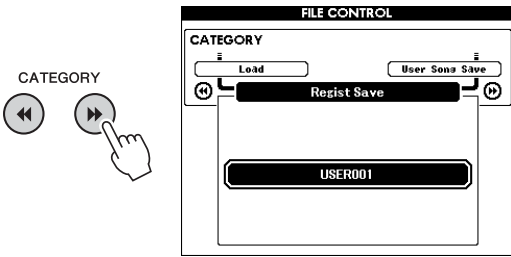 FILE CONTROL
CATEGORY
Load
User Song Save
CATEGORY
Regist Save
USER001